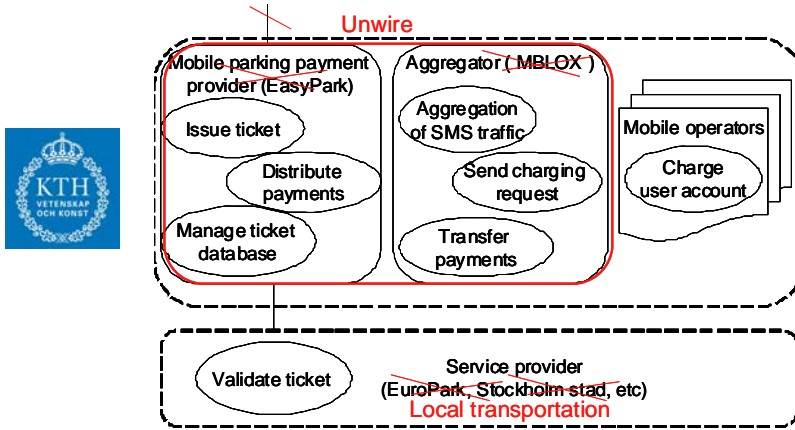 Unwire
Mobile parking payment
provider (EasyPark)
Issue ticket
Distribute
payments
Manage ticket
database
Aggregator ( MBLOX )
Aggregation
of SMS traffic
Send charging
request
Transfer
payments
Mobile operators
Charge
user account
KTH
VETENSKAP
OCH KONST
Validate ticket
Service provider
(EuroPark, Stockholm stad, etc)
Local transportation